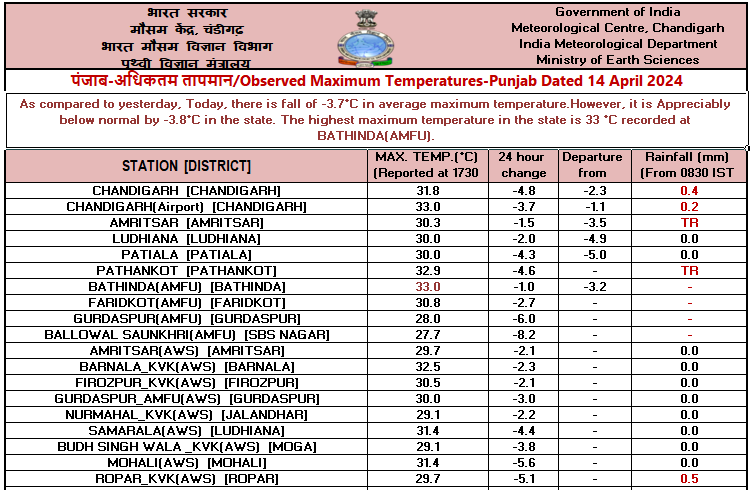 भारत सरकार
मौसम केंद्र, चंडीगढ़
भारत मौसम विज्ञान विभाग
पृथ्वी विज्ञान मंत्रालय
Government of India
Meteorological Centre, Chandigarh
India Meteorological Department
Ministry of Earth Sciences
पंजाब-अधिकतम तापमान/Observed Maximum Temperatures-Punjab Dated 14 April 2024
As compared to yesterday, Today, there is fall of -3.7°C in average maximum temperature.However, it is Appreciably
below normal by -3.8°C in the state. The highest maximum temperature in the state is 33 °C recorded at
BATHINDA(AMFU).
STATION [DISTRICT] MAX. TEMP.(°C) (Reported at 1730 24 hour change Departure from Rainfall (mm) (From 0830 IST
CHANDIGARH [CHANDIGARH] 31.8 -4.8 -2.3 0.4
CHANDIGARH(Airport) [CHANDIGARH] 33.0 -3.7 -1.1 0.2
AMRITSAR [AMRITSAR] 30.3 -1.5 -3.5 TR
LUDHIANA [LUDHIANA] 30.0 -2.0 -4.9 0.0
PATIALA [PATIALA] 30.0 -4.3 -5.0 0.0
PATHANKOT [PATHANKOT] 32.9 -4.6 - TR
BATHINDA(AMFU) [BATHINDA] 33.0 -1.0 -3.2 -
FARIDKOT(AMFU) [FARIDKOT] 30.8 -2.7 - -
GURDASPUR(AMFU) [GURDASPUR] 28.0 -6.0 - -
BALLOWAL SAUNKHRI(AMFU) [SBS NAGAR] 27.7 -8.2 - -
AMRITSAR(AWS) [AMRITSAR] 29.7 -2.1 - 0.0
BARNALA_KVK(AWS) [BARNALA] 32.5 -2.3 - 0.0
FIROZPUR_KVK(AWS) [FIROZPUR] 30.5 -2.1 - 0.0
GURDASPUR_AMFU(AWS) [GURDASPUR] 30.0 -3.0 - 0.0
NURMAHAL_KVK(AWS) [JALANDHAR] 29.1 -2.2 - 0.0
SAMARALA(AWS) [LUDHIANA] 31.4 -4.4 - 0.0
BUDH SINGH WALA _KVK(AWS) [MOGA] 29.1 -3.8 - 0.0
MOHALI(AWS) [MOHALI] 31.4 -5.6 - 0.0
ROPAR_KVK(AWS) [ROPAR] 29.7 -5.1 - 0.5